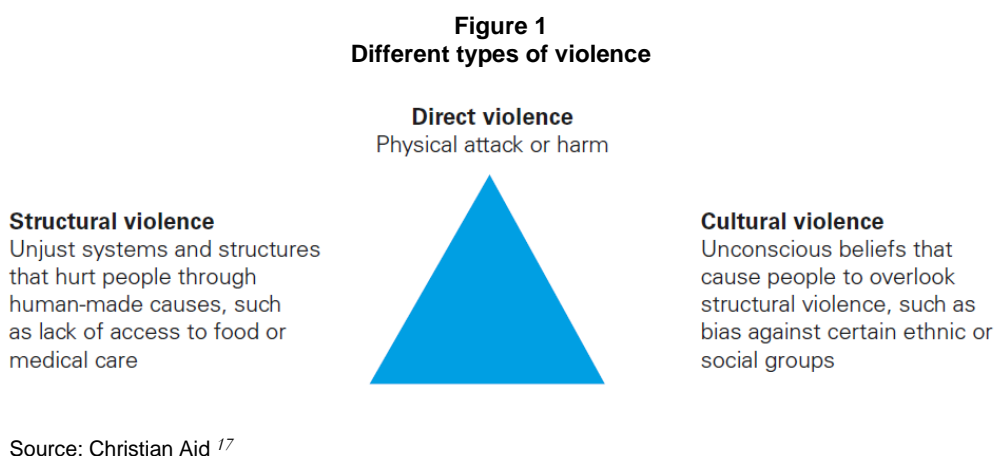 Figure 1
Different types of violence
Direct violence
Physical attack or harm
Structural violence
Unjust systems and structures
that hurt people through
human-made causes, such
as lack of access to food or
medical care
Cultural violence
Unconscious beliefs that
cause people to overlook
structural violence, such as
bias against certain ethnic or
social groups
Source: Christian Aid 17